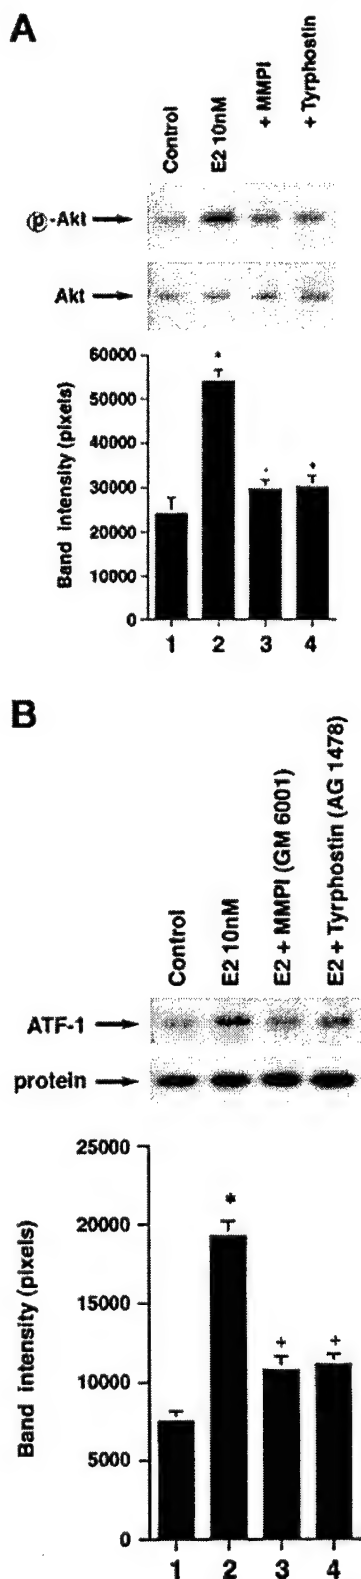 A
Control
E2 10nM
+ MMPI
+ Tyrphostin
ⓟ-Akt
Akt
Band intensity (pixels)
60000
50000
40000
30000
20000
10000
0
*
+
+
1 2 3 4
B
Control
E2 10nM
E2 + MMPI (GM 6001)
E2 + Tyrphostin (AG 1478)
ATF-1
protein
Band intensity (pixels)
25000
20000
15000
10000
5000
0
*
+
+
1 2 3 4